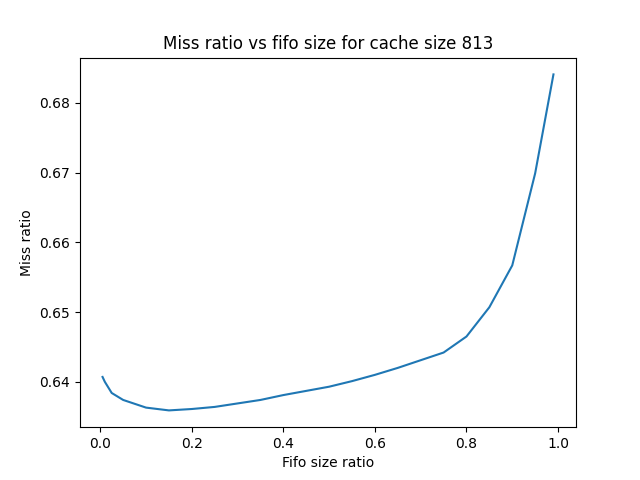 Miss ratio vs fifo size for cache size 813
0.68
0.67
0.66
0.65
0.64
Miss ratio
0.0 0.2 0.4 0.6 0.8 1.0
Fifo size ratio